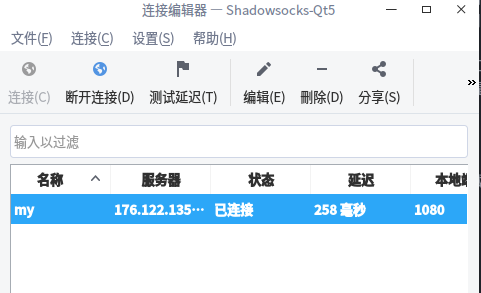 连接编辑器 — Shadowsocks-Qt5
文件(F) 连接(C) 设置(S) 帮助(H)
连接(C) 断开连接(D) 测试延迟(T) 编辑(E) 删除(D) 分享(S) »
输入以过滤
名称 服务器 状态 延迟 本地端
my 176.122.135… 已连接 258 毫秒 1080